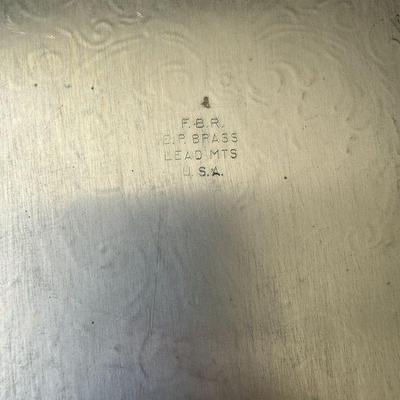 F.B.R.
E.P. BRASS
LEAD MTS
U.S.A.